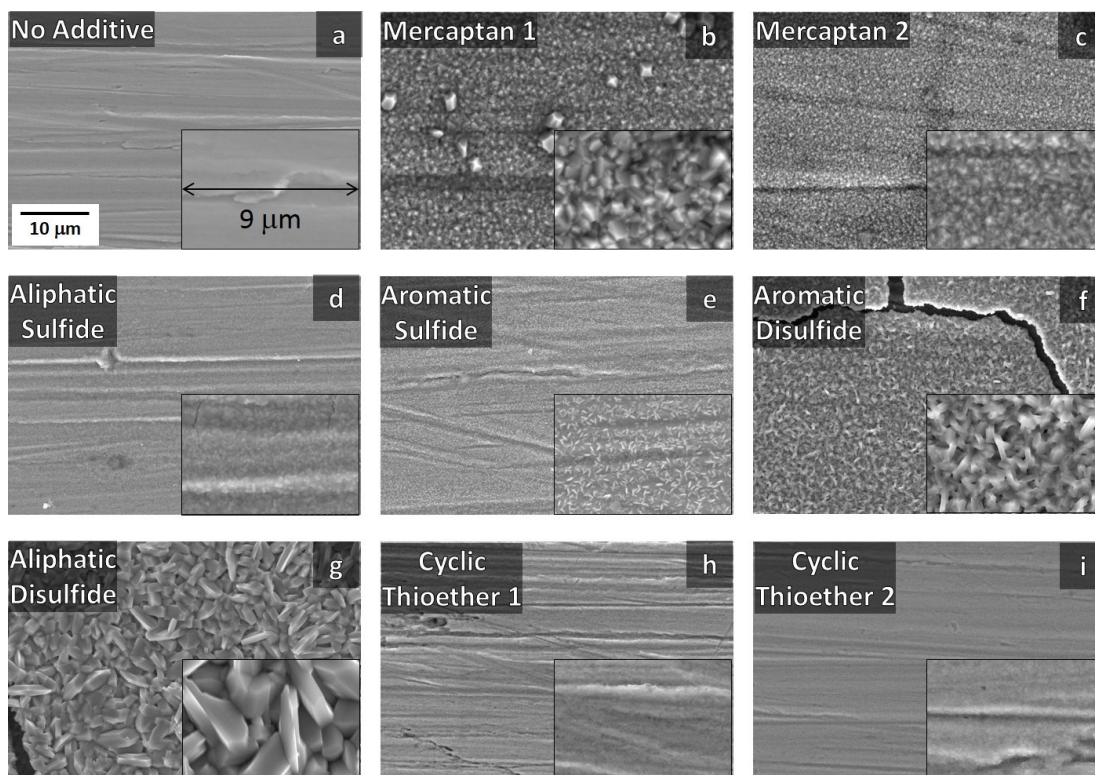 No Additive
a
Mercaptan 1
b
Mercaptan 2
c
9 μm
10 μm
Aliphatic
Sulfide
d
Aromatic
Sulfide
e
Aromatic
Disulfide
f
Aliphatic
Disulfide
g
Cyclic
Thioether 1
h
Cyclic
Thioether 2
i